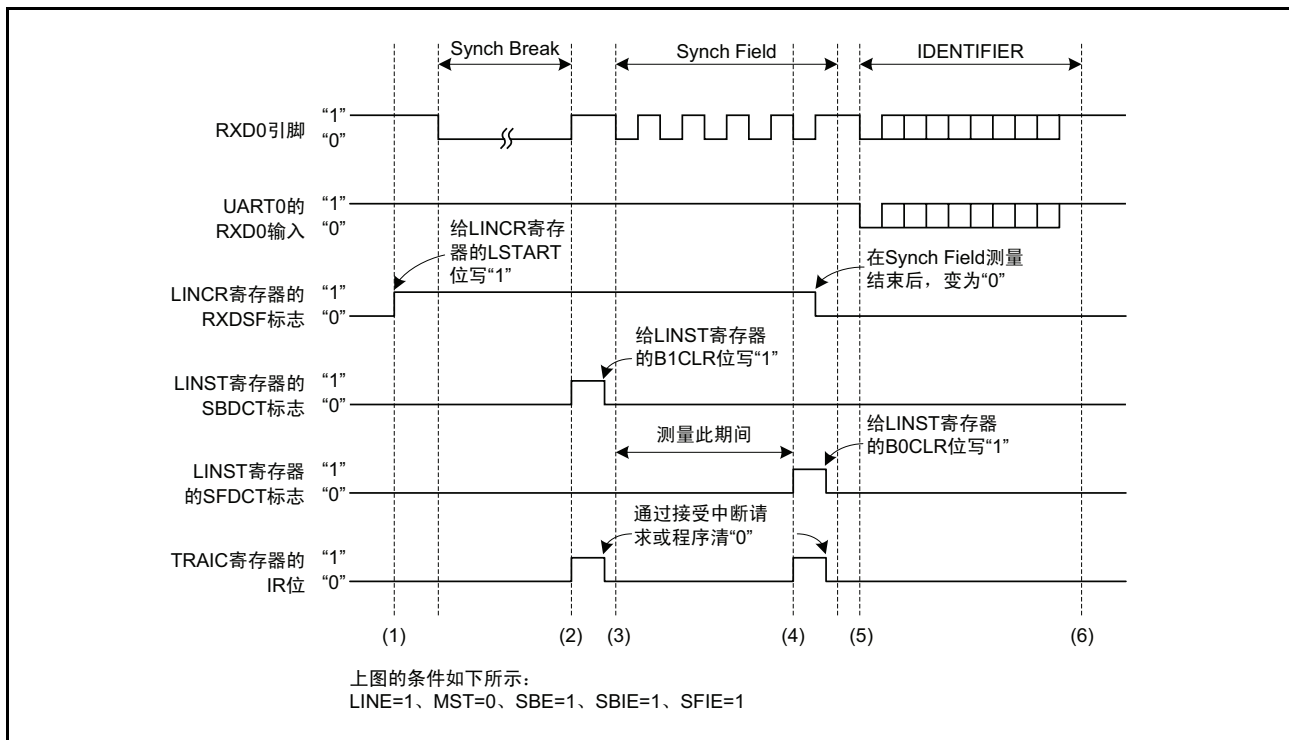 Synch Break
Synch Field
IDENTIFIER
RXD0引脚
“1”
“0”
UART0的
RXD0输入
“1”
“0”
给LINCR寄存
器的LSTART
位写“1”
在Synch Field测量
结束后，变为“0”
LINCR寄存器的
RXDSF标志
“1”
“0”
给LINST寄存器
的B1CLR位写“1”
LINST寄存器的
SBDCT标志
“1”
“0”
测量此期间
给LINST寄存器
的B0CLR位写“1”
LINST寄存器
的SFDCT标志
“1”
“0”
通过接受中断请
求或程序清“0”
TRAIC寄存器的
IR位
“1”
“0”
(1)
(2)
(3)
(4)
(5)
(6)
上图的条件如下所示：
LINE=1、MST=0、SBE=1、SBIE=1、SFIE=1